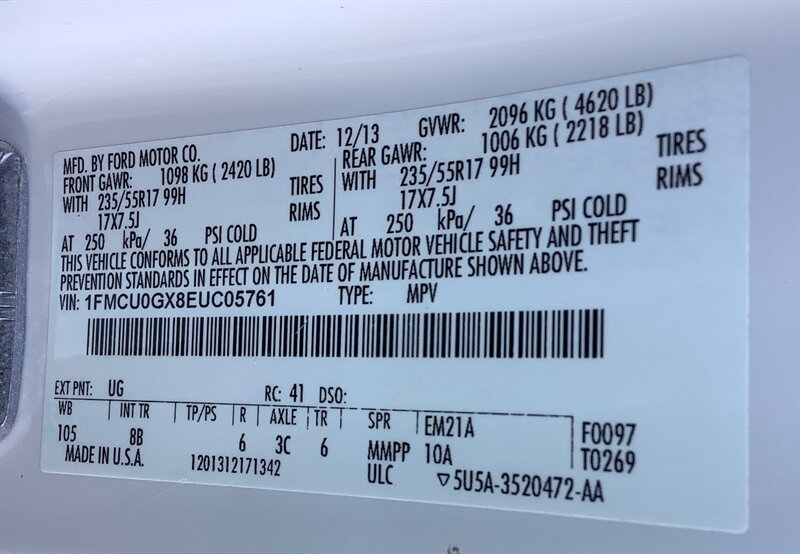 MFD. BY FORD MOTOR CO. DATE: 12/13 GVWR: 2096 KG ( 4620 LB)
FRONT GAWR: 1098 KG ( 2420 LB) REAR GAWR: 1006 KG ( 2218 LB)
WITH 235/55R17 99H TIRES WITH 235/55R17 99H TIRES
17X7.5J RIMS 17X7.5J RIMS
AT 250 kPa/ 36 PSI COLD AT 250 kPa/ 36 PSI COLD
THIS VEHICLE CONFORMS TO ALL APPLICABLE FEDERAL MOTOR VEHICLE SAFETY AND THEFT
PREVENTION STANDARDS IN EFFECT ON THE DATE OF MANUFACTURE SHOWN ABOVE.
VIN: 1FMCU0GX8EUC05761 TYPE: MPV
EXT PNT: UG RC: 41 DSO:
WB INT TR TP/PS R AXLE TR SPR EM21A F0097
105 8B 6 3C 6 MMPP 10A T0269
MADE IN U.S.A. 1201312171342 ULC ▽5U5A-3520472-AA